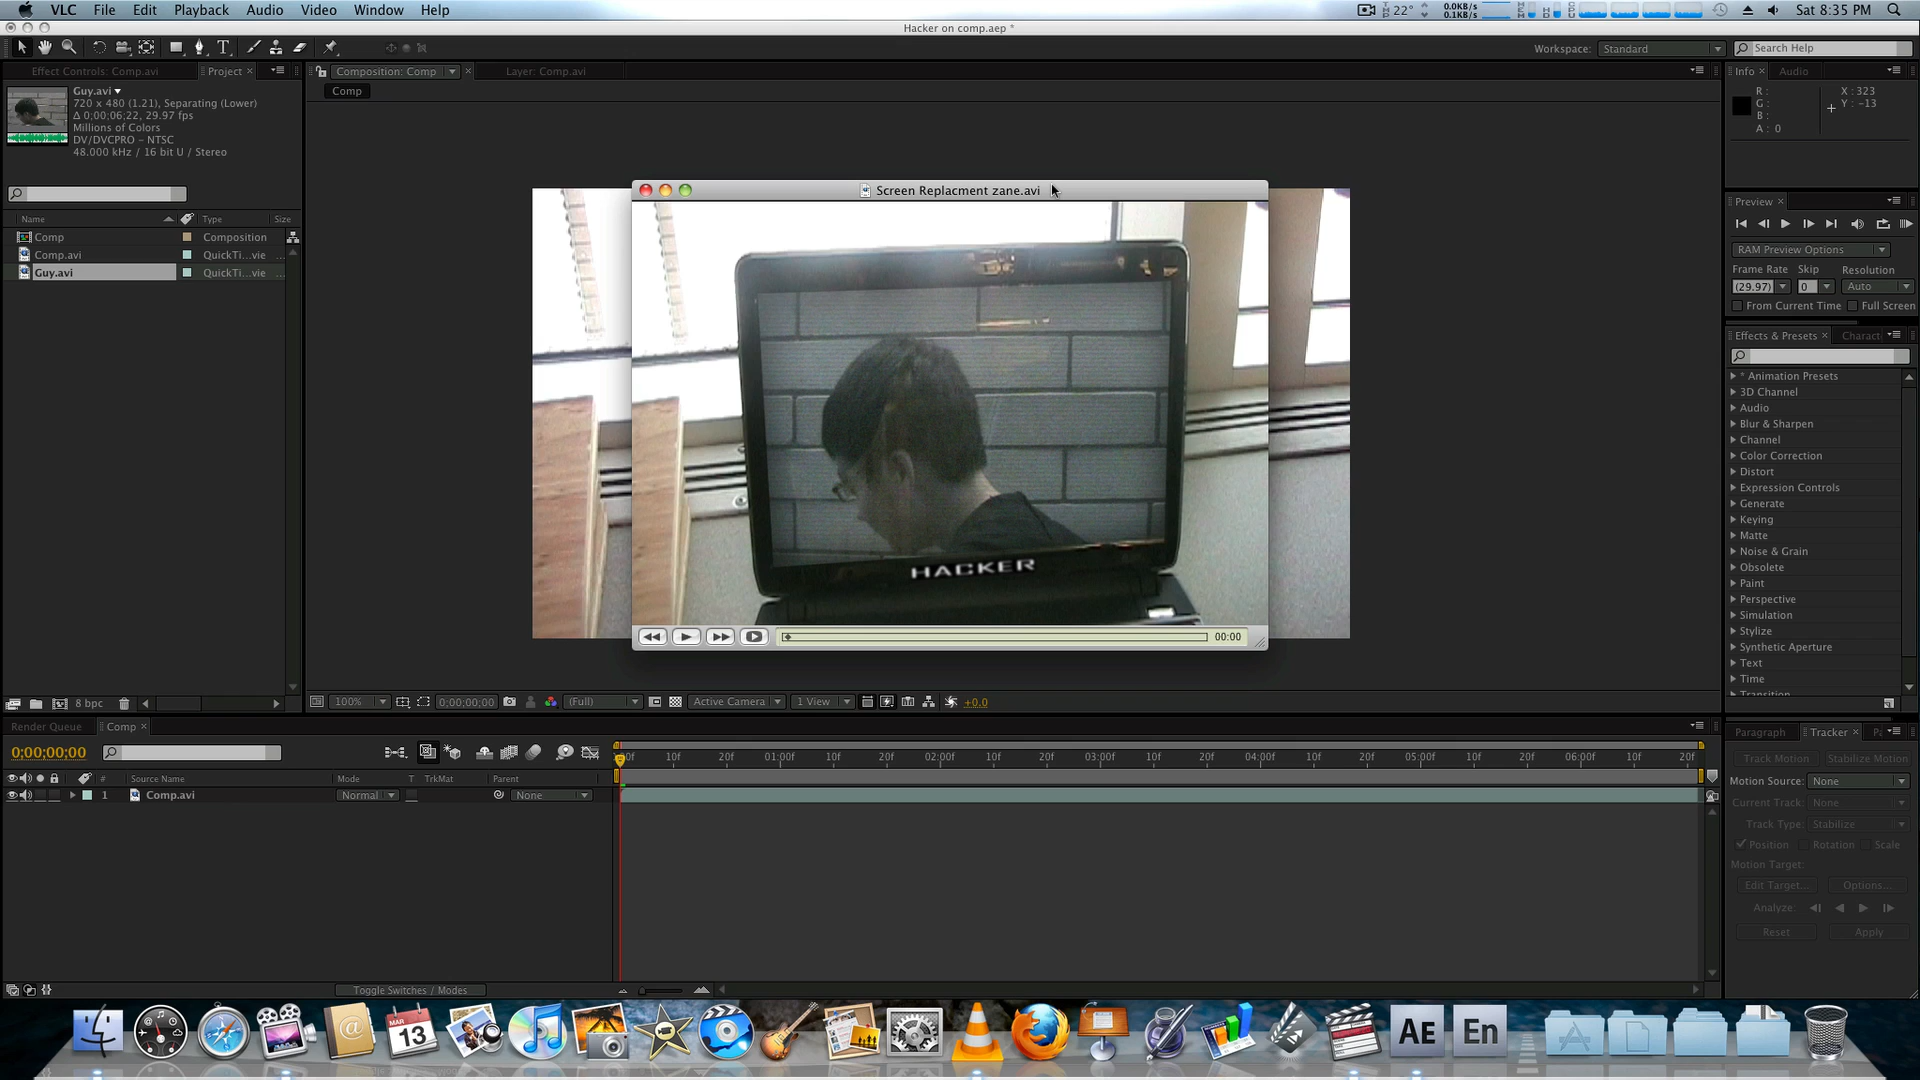 VLC File Edit Playback Audio Video Window Help
22° 0.0KB/s 0.1KB/s Sat 8:35 PM
Hacker on comp.aep *
Workspace: Standard Search Help
Effect Controls: Comp.avi Project Composition: Comp Layer: Comp.avi Info Audio
Comp
Guy.avi
720 x 480 (1.21), Separating (Lower)
Δ 0;00;06;22, 29.97 fps
Millions of Colors
DV/DVCPRO - NTSC
48.000 kHz / 16 bit U / Stereo
R : X : 323
G : Y : -13
B :
A : 0
Name Type Size
Comp Composition
Comp.avi QuickTi...vie ...
Guy.avi QuickTi...vie ...
Screen Replacment zane.avi
HACKER
00:00
Preview
RAM Preview Options
Frame Rate Skip Resolution
(29.97) 0 Auto
From Current Time Full Screen
Effects & Presets Charact
* Animation Presets
3D Channel
Audio
Blur & Sharpen
Channel
Color Correction
Distort
Expression Controls
Generate
Keying
Matte
Noise & Grain
Obsolete
Paint
Perspective
Simulation
Stylize
Synthetic Aperture
Text
Time
Transition
8 bpc 100% 0;00;00;00 (Full) Active Camera 1 View +0.0
Render Queue Comp
0;00;00;00
00f 10f 20f 01:00f 10f 20f 02:00f 10f 20f 03:00f 10f 20f 04:00f 10f 20f 05:00f 10f 20f 06:00f 10f 20f
# Source Name Mode T TrkMat Parent
1 Comp.avi Normal None
Toggle Switches / Modes
Paragraph Tracker Pa
Track Motion Stabilize Motion
Motion Source: None
Current Track: None
Track Type: Stabilize
Position Rotation Scale
Motion Target:
Edit Target... Options...
Analyze:
Reset Apply
MAR
13
Ae En